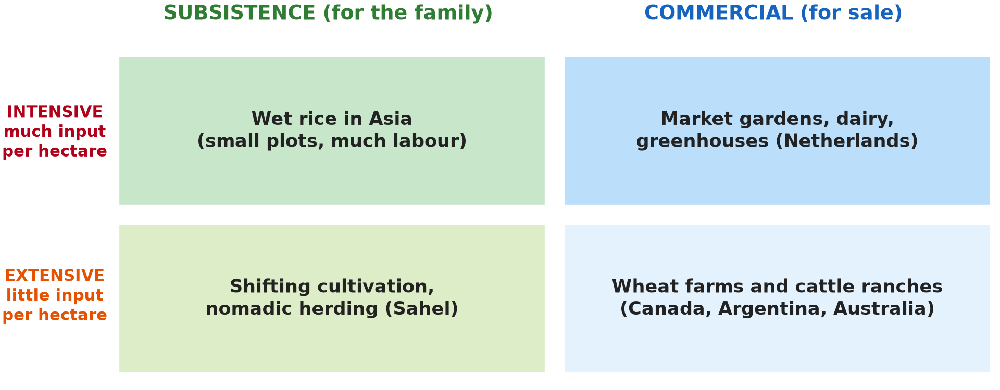 SUBSISTENCE (for the family)
COMMERCIAL (for sale)
INTENSIVE
much input
per hectare
Wet rice in Asia
(small plots, much labour)
Market gardens, dairy,
greenhouses (Netherlands)
EXTENSIVE
little input
per hectare
Shifting cultivation,
nomadic herding (Sahel)
Wheat farms and cattle ranches
(Canada, Argentina, Australia)